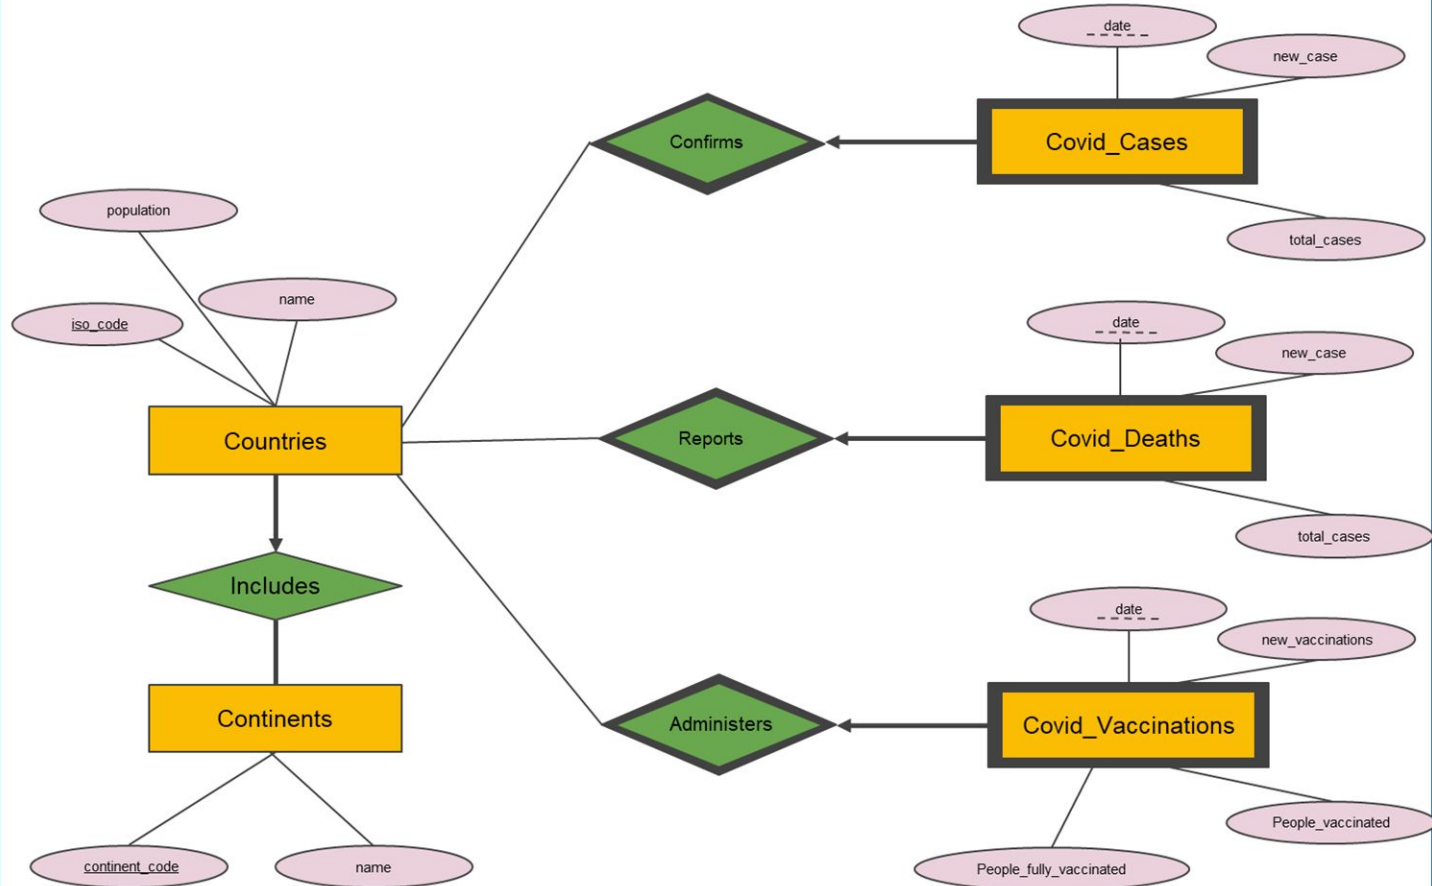 date
new_case
Confirms
Covid_Cases
population
total_cases
name
iso_code
date
new_case
Countries
Reports
Covid_Deaths
total_cases
Includes
date
new_vaccinations
Continents
Administers
Covid_Vaccinations
People_vaccinated
continent_code
name
People_fully_vaccinated